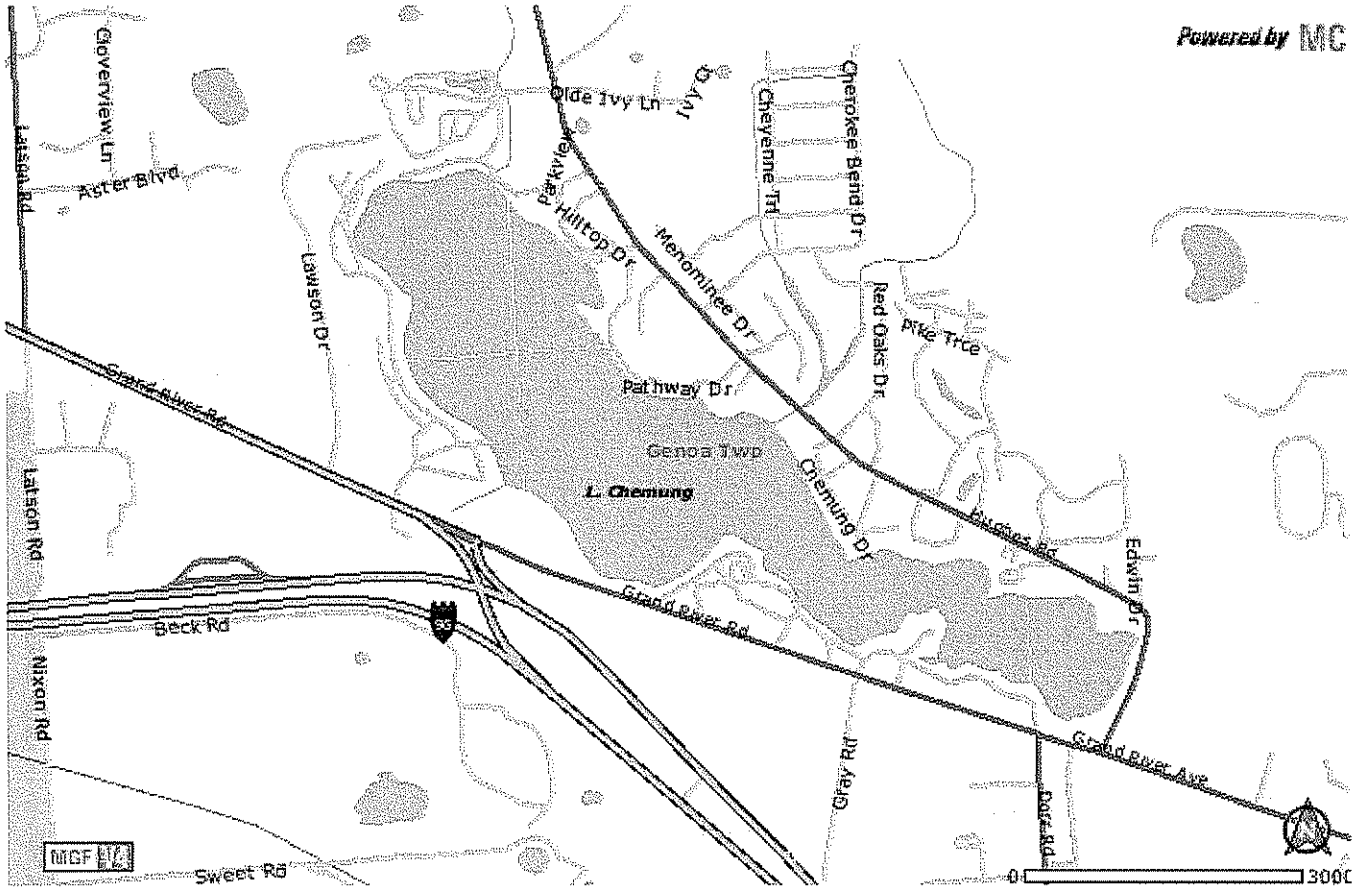 Powered by MC
Cloverview Ln
Olde Ivy Ln
Cheyenne Trl
Cherokee Bend Dr
Latson Rd
Aster Blvd
Parkview
Hilltop Dr
Menominee Dr
Lawson Dr
Red Oaks Dr
Pike Trce
Grand River Rd
Pathway Dr
Genoa Twp
L. Chemung
Chemung Dr
Latson Rd
Hughes Rd
Edwin Dr
Grand River Rd
Beck Rd
Nixon Rd
Gray Rd
Grand River Ave
Dorr Rd
N
Sweet Rd
0